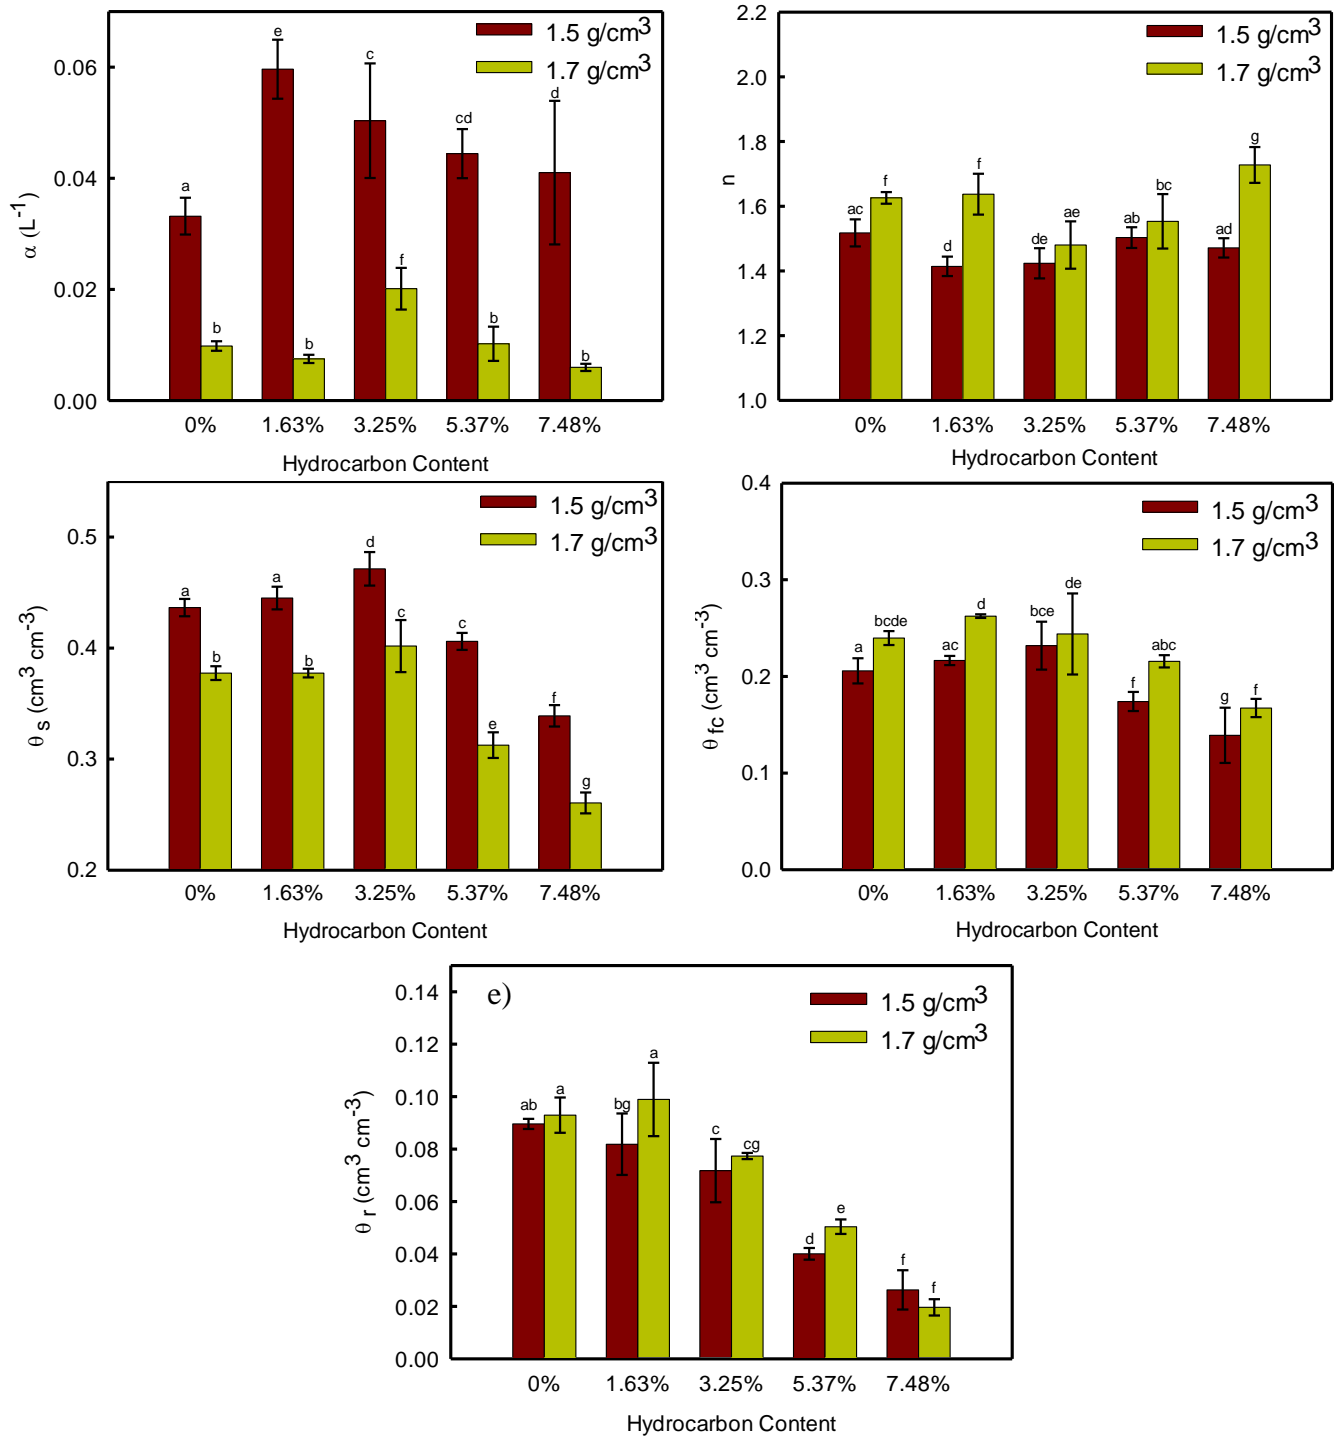 1.5 g/cm3
1.7 g/cm3
α (L-1)
0.06
0.04
0.02
0.00
e
c
d
cd
a
f
b
b
b
b
0% 1.63% 3.25% 5.37% 7.48%
Hydrocarbon Content
1.5 g/cm3
1.7 g/cm3
n
2.2
2.0
1.8
1.6
1.4
1.2
1.0
ac f d f de ae ab bc ad g
0% 1.63% 3.25% 5.37% 7.48%
Hydrocarbon Content
1.5 g/cm3
1.7 g/cm3
θ s (cm3 cm-3)
0.5
0.4
0.3
0.2
a b a b d c c e f g
0% 1.63% 3.25% 5.37% 7.48%
Hydrocarbon Content
1.5 g/cm3
1.7 g/cm3
θ fc (cm3 cm-3)
0.4
0.3
0.2
0.1
0.0
a bcde ac d bce de f abc g f
0% 1.63% 3.25% 5.37% 7.48%
Hydrocarbon Content
e)
1.5 g/cm3
1.7 g/cm3
θ r (cm3 cm-3)
0.14
0.12
0.10
0.08
0.06
0.04
0.02
0.00
ab a bg a c cg d e f f
0% 1.63% 3.25% 5.37% 7.48%
Hydrocarbon Content